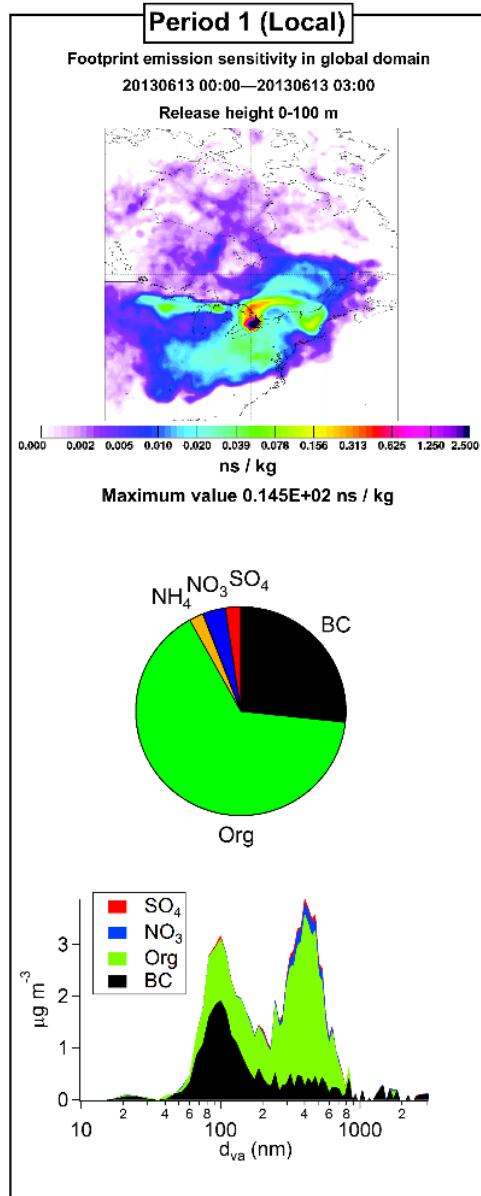 Period 1 (Local)
Footprint emission sensitivity in global domain
20130613 00:00—20130613 03:00
Release height 0-100 m
0.000 0.002 0.005 0.010 0.020 0.039 0.078 0.156 0.313 0.625 1.250 2.500
ns / kg
Maximum value 0.145E+02 ns / kg
NH₄ NO₃ SO₄
BC
Org
SO₄
NO₃
Org
BC
3
2
1
0
µg m⁻³
10 2 4 6 8 100 2 4 6 8 1000 2
dva (nm)